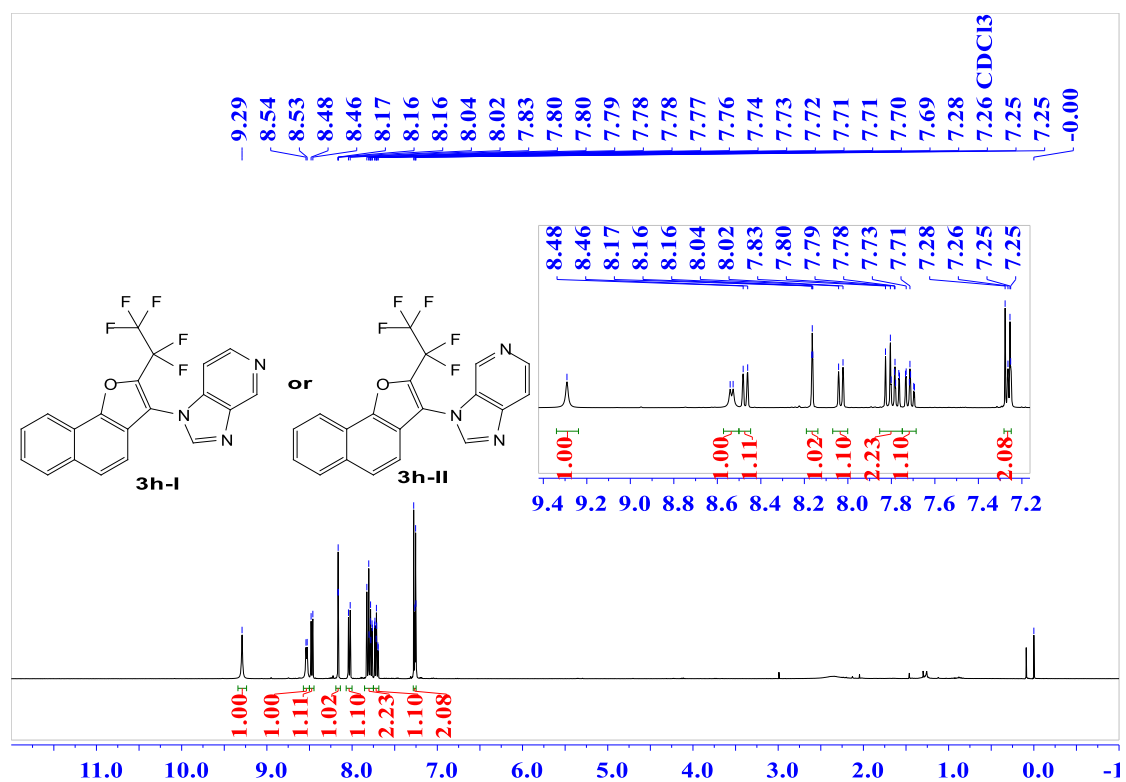 9.29 8.54 8.53 8.48 8.46 8.17 8.16 8.16 8.04 8.02 7.83 7.80 7.80 7.79 7.78 7.78 7.77 7.76 7.74 7.73 7.72 7.71 7.71 7.70 7.69 7.28 7.26 CDCl3 7.25 7.25 -0.00
8.48 8.46 8.17 8.16 8.16 8.04 8.02 7.83 7.80 7.79 7.78 7.73 7.71 7.28 7.26 7.25 7.25
1.00 1.00 1.11 1.02 1.10 2.23 1.10 2.08
9.4 9.2 9.0 8.8 8.6 8.4 8.2 8.0 7.8 7.6 7.4 7.2
F F
F F
F
O
N
N
N
3h-I
or
F F
F F
F
O
N
N
N
3h-II
1.00 1.00 1.11 1.02 1.10 2.23 1.10 2.08
11.0 10.0 9.0 8.0 7.0 6.0 5.0 4.0 3.0 2.0 1.0 0.0 -1